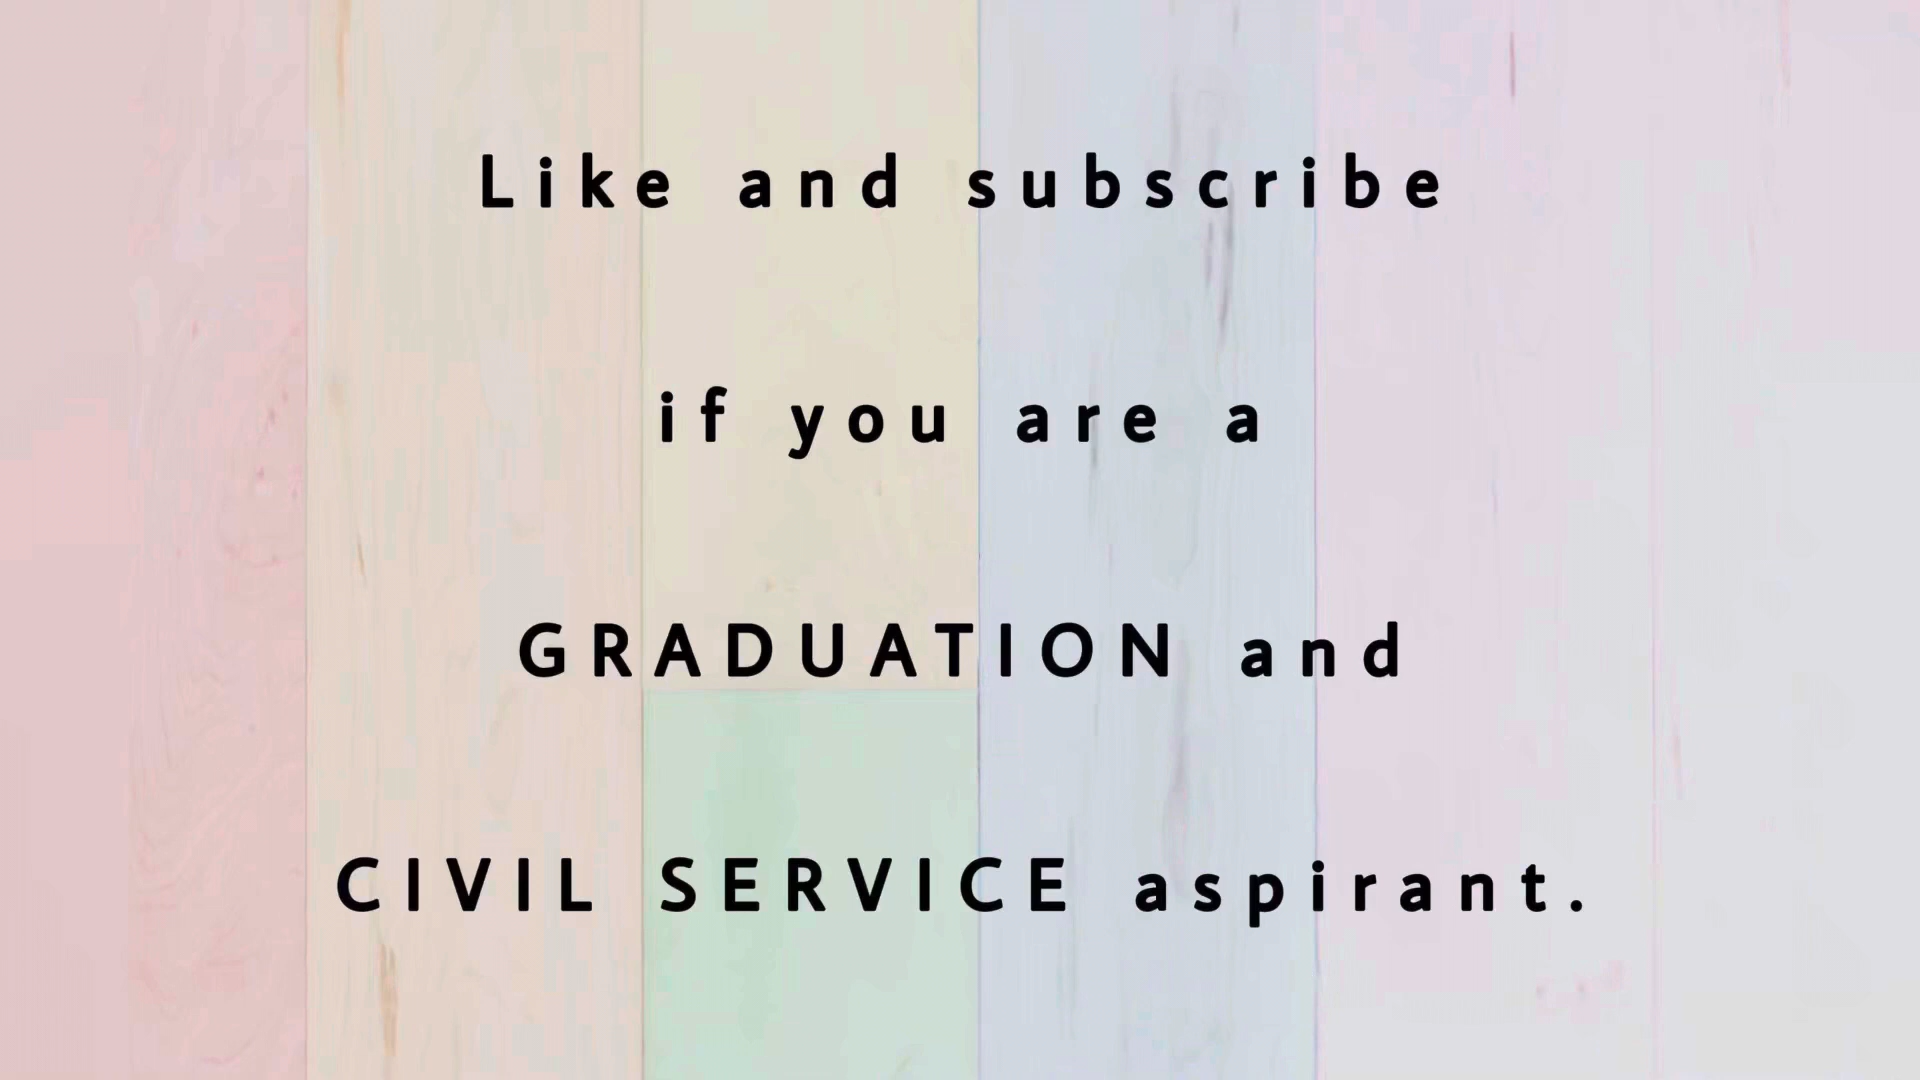 Like and subscribe
if you are a
GRADUATION and
CIVIL SERVICE aspirant.